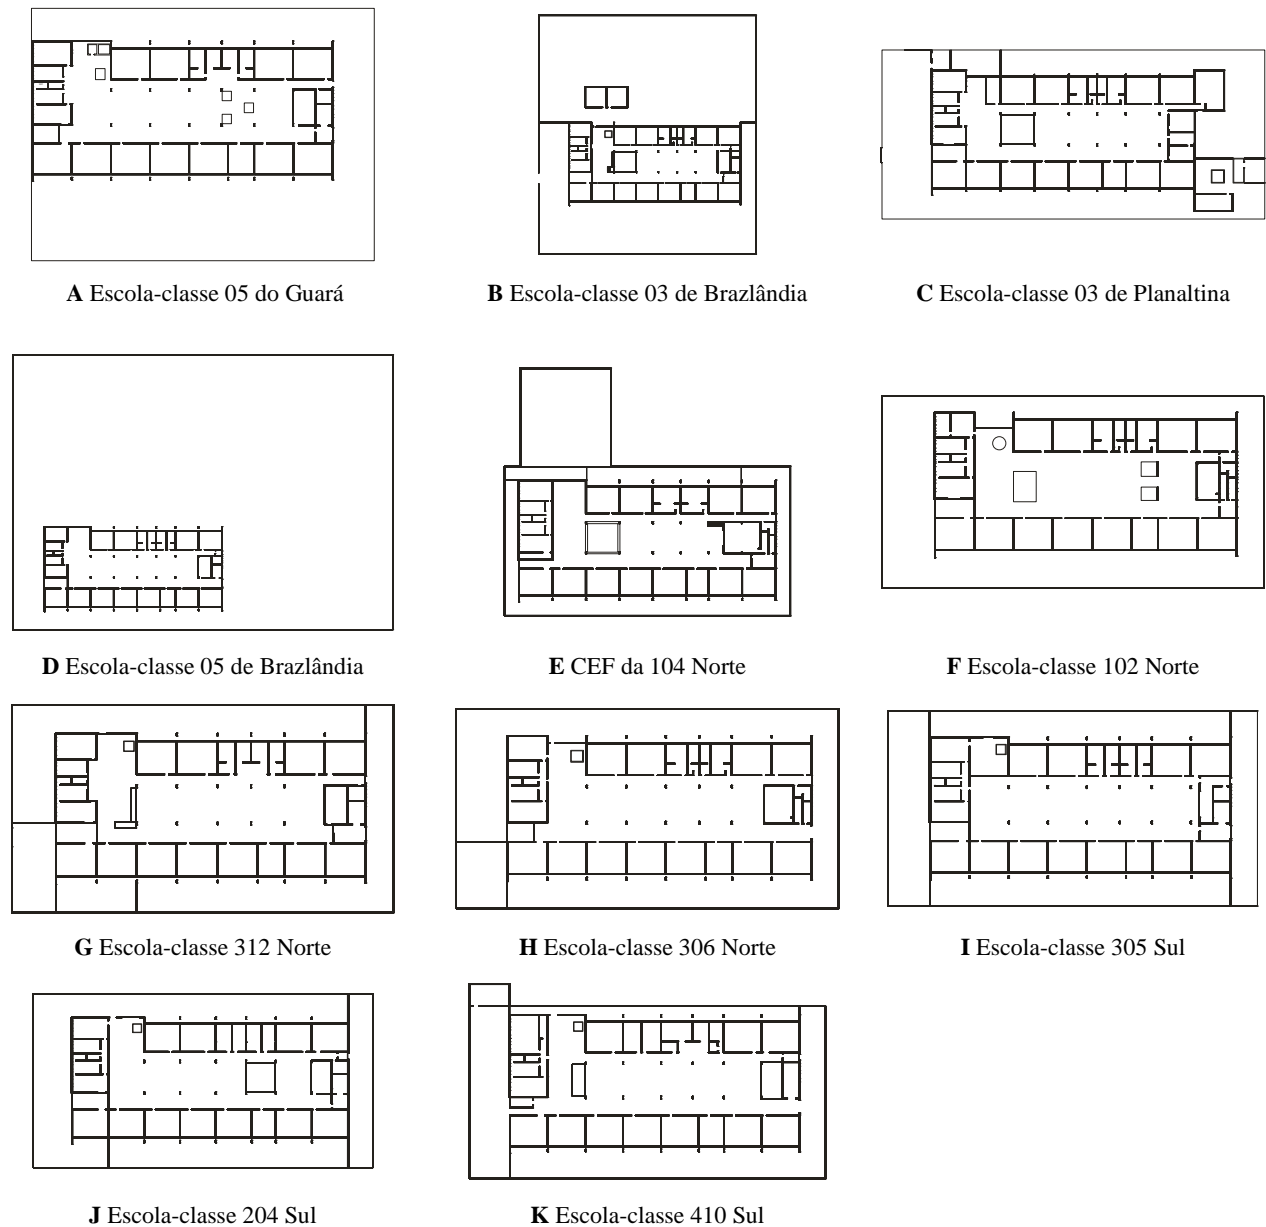 A Escola-classe 05 do Guará
B Escola-classe 03 de Brazlândia
C Escola-classe 03 de Planaltina
D Escola-classe 05 de Brazlândia
E CEF da 104 Norte
F Escola-classe 102 Norte
G Escola-classe 312 Norte
H Escola-classe 306 Norte
I Escola-classe 305 Sul
J Escola-classe 204 Sul
K Escola-classe 410 Sul